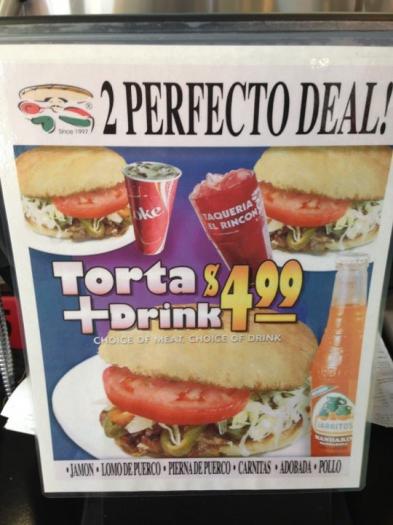 2 PERFECTO DEAL!
Since 1997
Coke
TAQUERIA
EL RINCON
Torta $4.99
+Drink
CHOICE OF MEAT, CHOICE OF DRINK
JARRITOS
MANDARIN
• JAMON • LOMO DE PUERCO • PIERNA DE PUERCO • CARNITAS • ADOBADA • POLLO